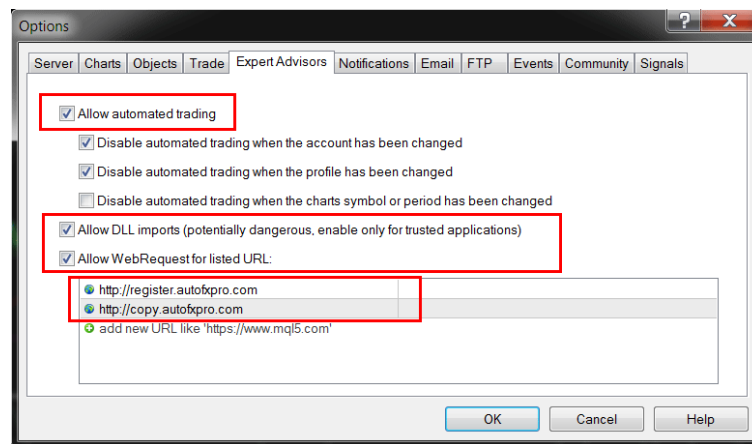 Options
Server Charts Objects Trade Expert Advisors Notifications Email FTP Events Community Signals
Allow automated trading
Disable automated trading when the account has been changed
Disable automated trading when the profile has been changed
Disable automated trading when the charts symbol or period has been changed
Allow DLL imports (potentially dangerous, enable only for trusted applications)
Allow WebRequest for listed URL:
http://register.autofxpro.com
http://copy.autofxpro.com
add new URL like 'https://www.mql5.com'
OK Cancel Help